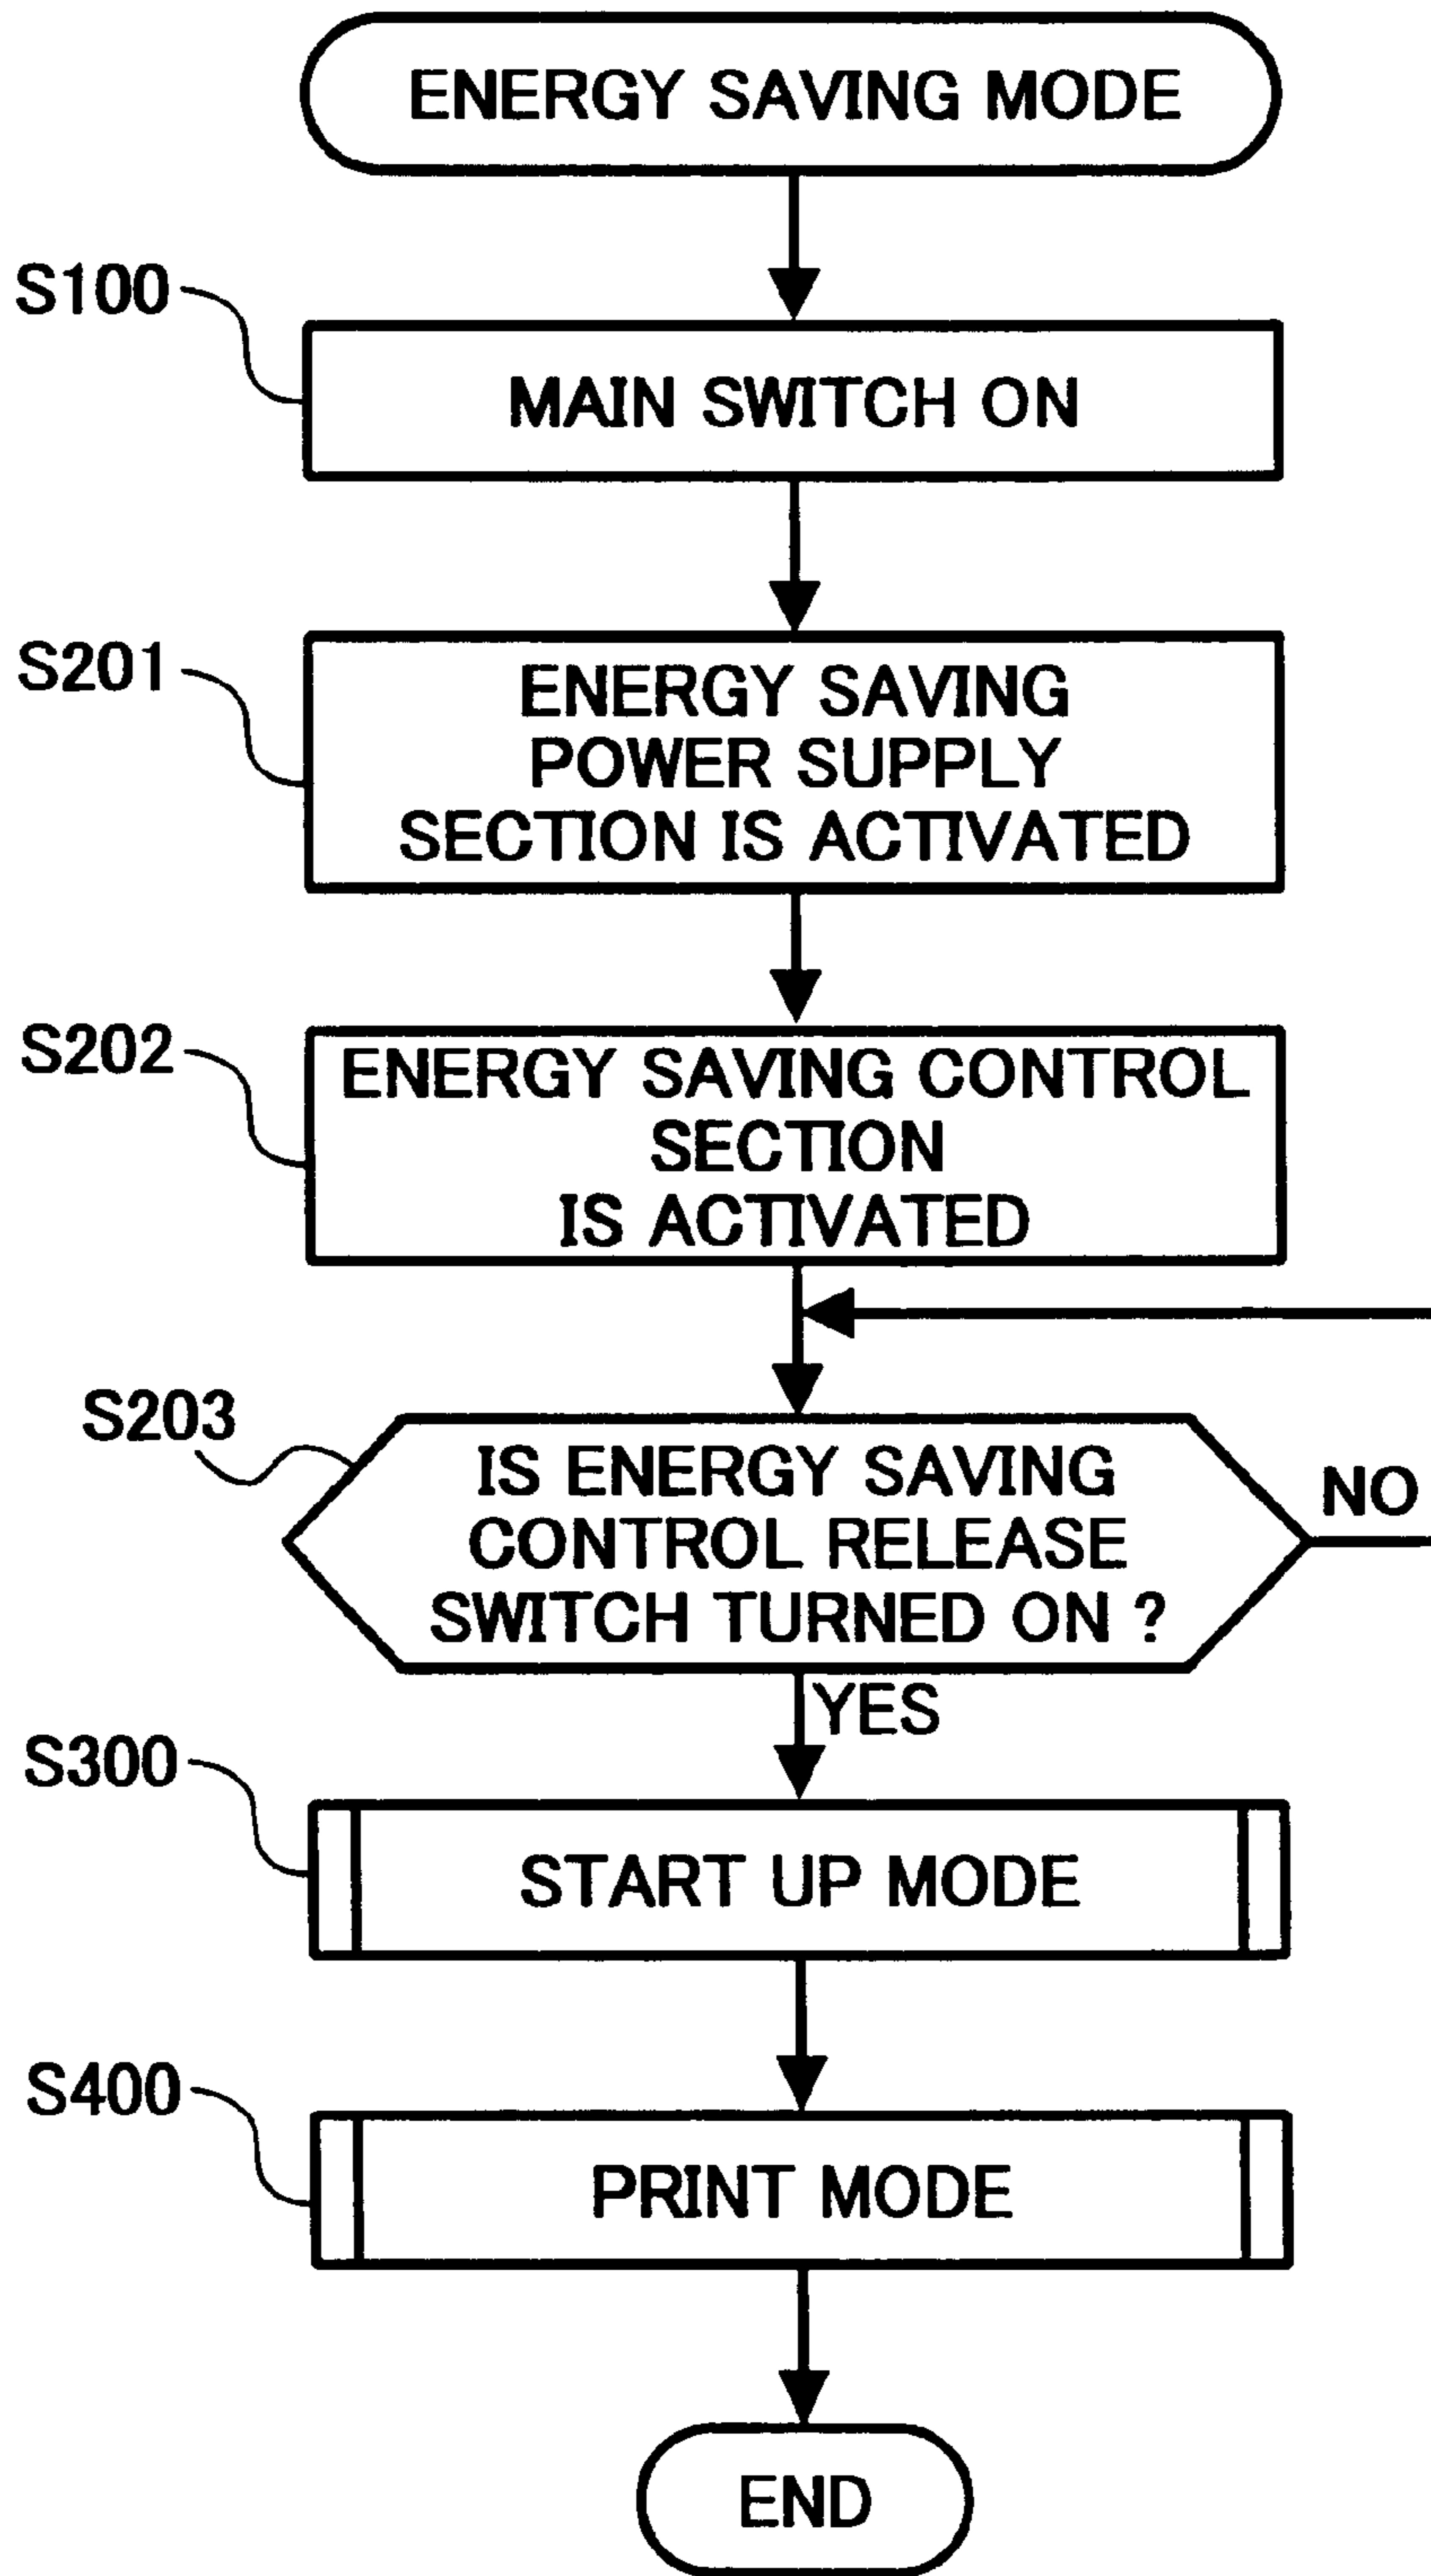 ENERGY SAVING MODE
S100
MAIN SWITCH ON
S201
ENERGY SAVING
POWER SUPPLY
SECTION IS ACTIVATED
S202
ENERGY SAVING CONTROL
SECTION
IS ACTIVATED
S203
IS ENERGY SAVING
CONTROL RELEASE
SWITCH TURNED ON ?
NO
YES
S300
START UP MODE
S400
PRINT MODE
END